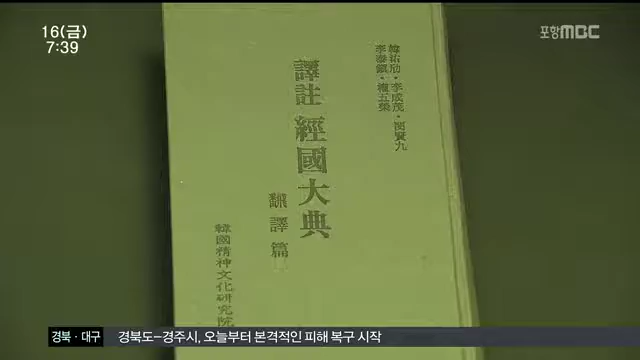 16(금)
7:39
포항MBC
韓㳓劤·李成茂·閔賢九
李泰鎭·權五榮
譯註 經國大典
飜譯篇
韓國精神文化硏究院
경북·대구
경북도-경주시, 오늘부터 본격적인 피해 복구 시작